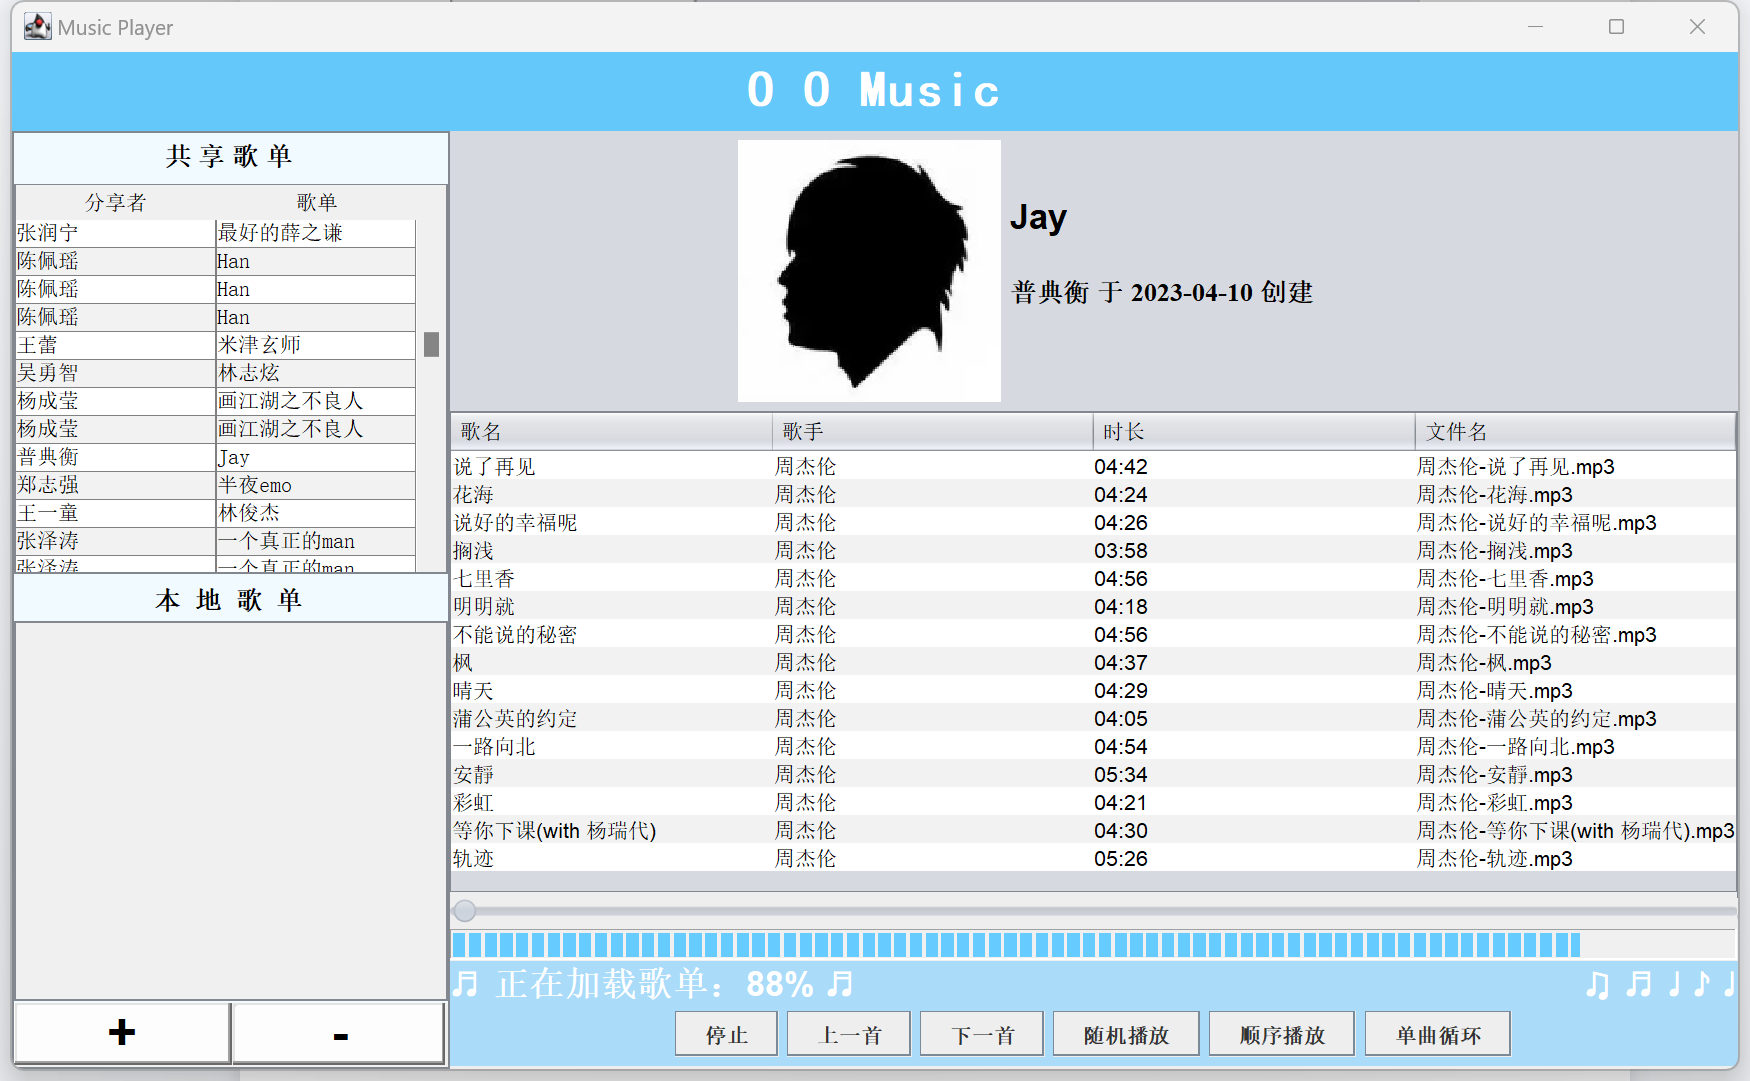 Music Player
O O Music
共 享 歌 单
分享者 歌单
张润宁 最好的薛之谦
陈佩瑶 Han
陈佩瑶 Han
陈佩瑶 Han
王蕾 米津玄师
吴勇智 林志炫
杨成莹 画江湖之不良人
杨成莹 画江湖之不良人
普典衡 Jay
郑志强 半夜emo
王一童 林俊杰
张泽涛 一个真正的man
张泽涛 一个真正的man
本 地 歌 单
+ -
Jay
普典衡 于 2023-04-10 创建
歌名 歌手 时长 文件名
说了再见 周杰伦 04:42 周杰伦-说了再见.mp3
花海 周杰伦 04:24 周杰伦-花海.mp3
说好的幸福呢 周杰伦 04:26 周杰伦-说好的幸福呢.mp3
搁浅 周杰伦 03:58 周杰伦-搁浅.mp3
七里香 周杰伦 04:56 周杰伦-七里香.mp3
明明就 周杰伦 04:18 周杰伦-明明就.mp3
不能说的秘密 周杰伦 04:56 周杰伦-不能说的秘密.mp3
枫 周杰伦 04:37 周杰伦-枫.mp3
晴天 周杰伦 04:29 周杰伦-晴天.mp3
蒲公英的约定 周杰伦 04:05 周杰伦-蒲公英的约定.mp3
一路向北 周杰伦 04:54 周杰伦-一路向北.mp3
安靜 周杰伦 05:34 周杰伦-安靜.mp3
彩虹 周杰伦 04:21 周杰伦-彩虹.mp3
等你下课(with 杨瑞代) 周杰伦 04:30 周杰伦-等你下课(with 杨瑞代).mp3
轨迹 周杰伦 05:26 周杰伦-轨迹.mp3
♬ 正在加载歌单：88% ♬ ♫ ♬ ♩ ♪ ♩
停止 上一首 下一首 随机播放 顺序播放 单曲循环